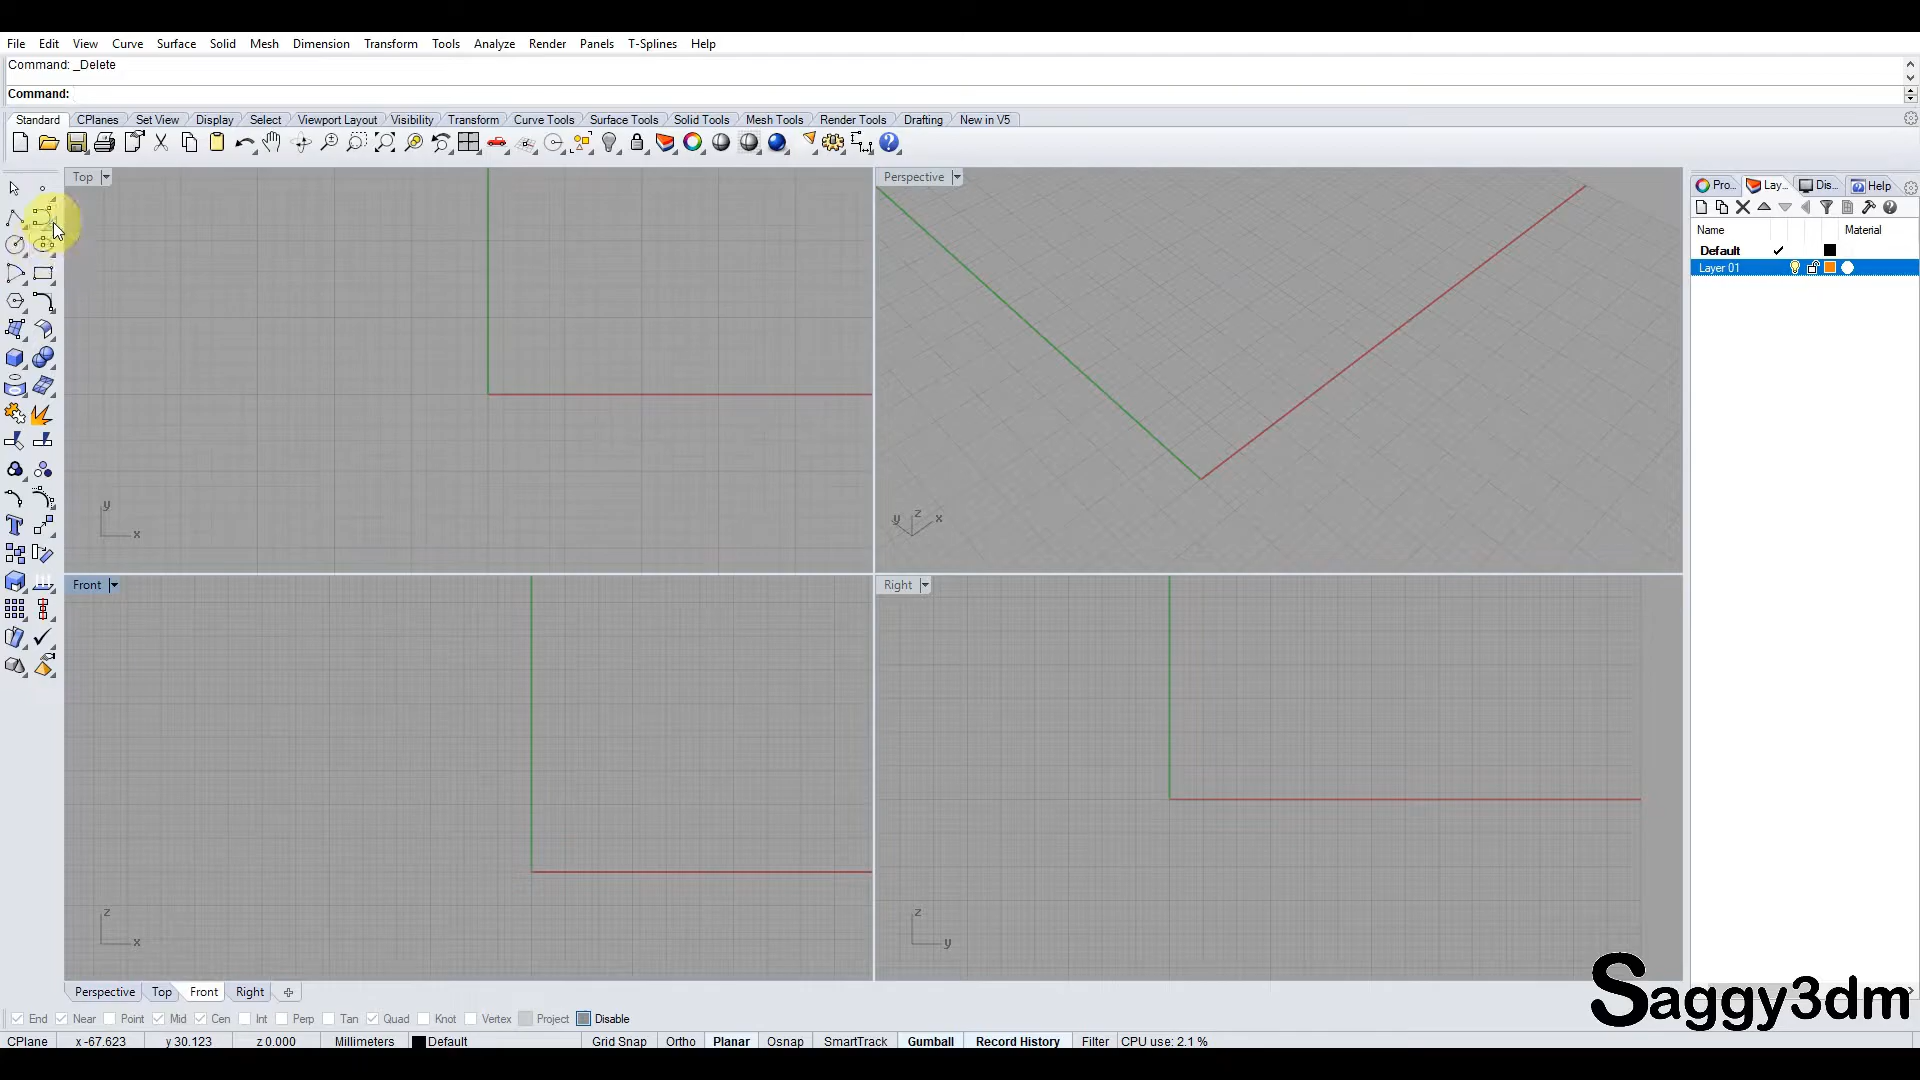 File Edit View Curve Surface Solid Mesh Dimension Transform Tools Analyze Render Panels T-Splines Help
Command: _Delete
Command:
Standard CPlanes Set View Display Select Viewport Layout Visibility Transform Curve Tools Surface Tools Solid Tools Mesh Tools Render Tools Drafting New in V5
Top
Perspective
Pro... Lay... Dis... Help
Name Material
Default
Layer 01
y
x
y z x
Front
Right
z
x
z
y
Perspective Top Front Right
Saggy3dm
End Near Point Mid Cen Int Perp Tan Quad Knot Vertex Project Disable
CPlane x -67.623 y 30.123 z 0.000 Millimeters Default Grid Snap Ortho Planar Osnap SmartTrack Gumball Record History Filter CPU use: 2.1 %